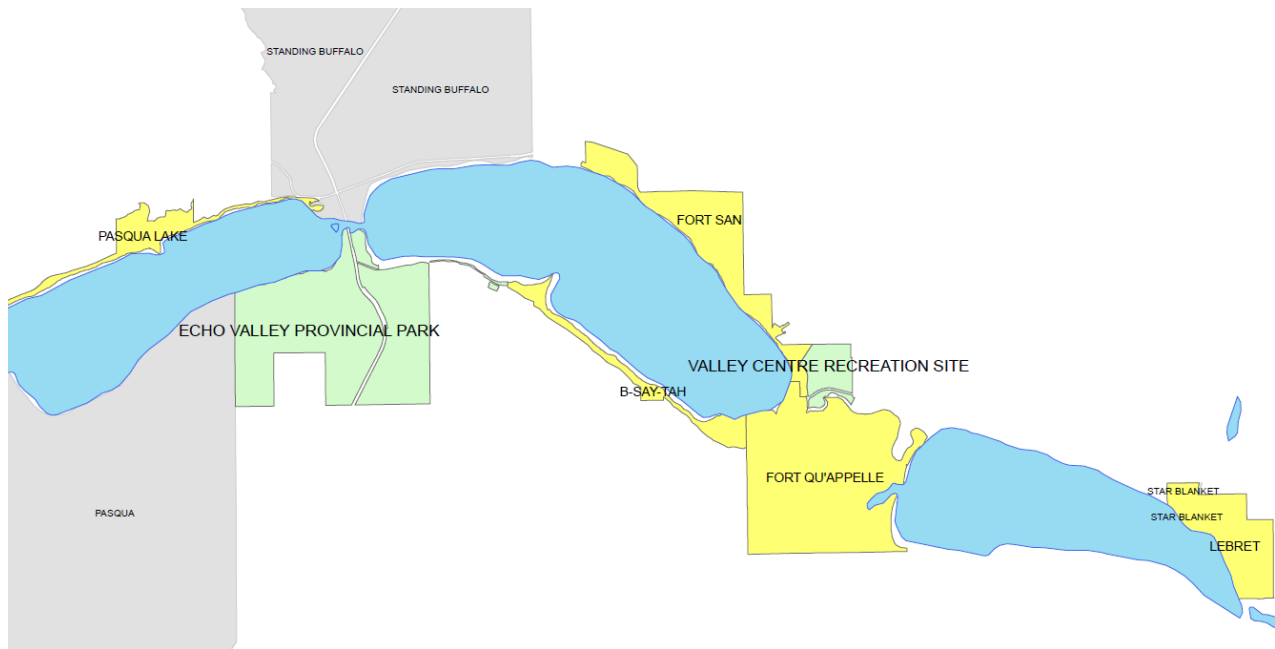 STANDING BUFFALO
STANDING BUFFALO
FORT SAN
PASQUA LAKE
ECHO VALLEY PROVINCIAL PARK
VALLEY CENTRE RECREATION SITE
B-SAY-TAH
FORT QU'APPELLE
STAR BLANKET
PASQUA
STAR BLANKET
LEBRET